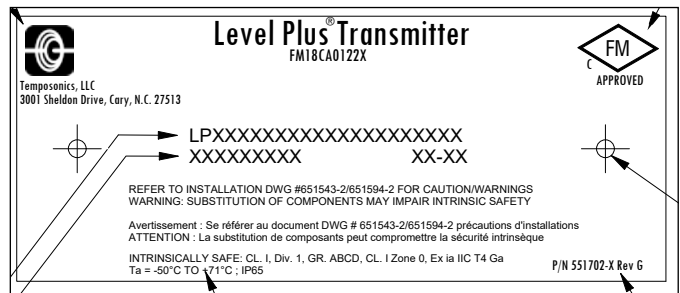 Level Plus® Transmitter
FM18CA0122X
FM
C
APPROVED
Temposonics, LLC
3001 Sheldon Drive, Cary, N.C. 27513
LPXXXXXXXXXXXXXXXXXXXX
XXXXXXXXX XX-XX
REFER TO INSTALLATION DWG #651543-2/651594-2 FOR CAUTION/WARNINGS
WARNING: SUBSTITUTION OF COMPONENTS MAY IMPAIR INTRINSIC SAFETY
Avertissement : Se référer au document DWG # 651543-2/651594-2 précautions d'installations
ATTENTION : La substitution de composants peut compromettre la sécurité intrinsèque
INTRINSICALLY SAFE: CL. I, Div. 1, GR. ABCD, CL. I Zone 0, Ex ia IIC T4 Ga
Ta = -50°C TO +71°C ; IP65
P/N 551702-X Rev G